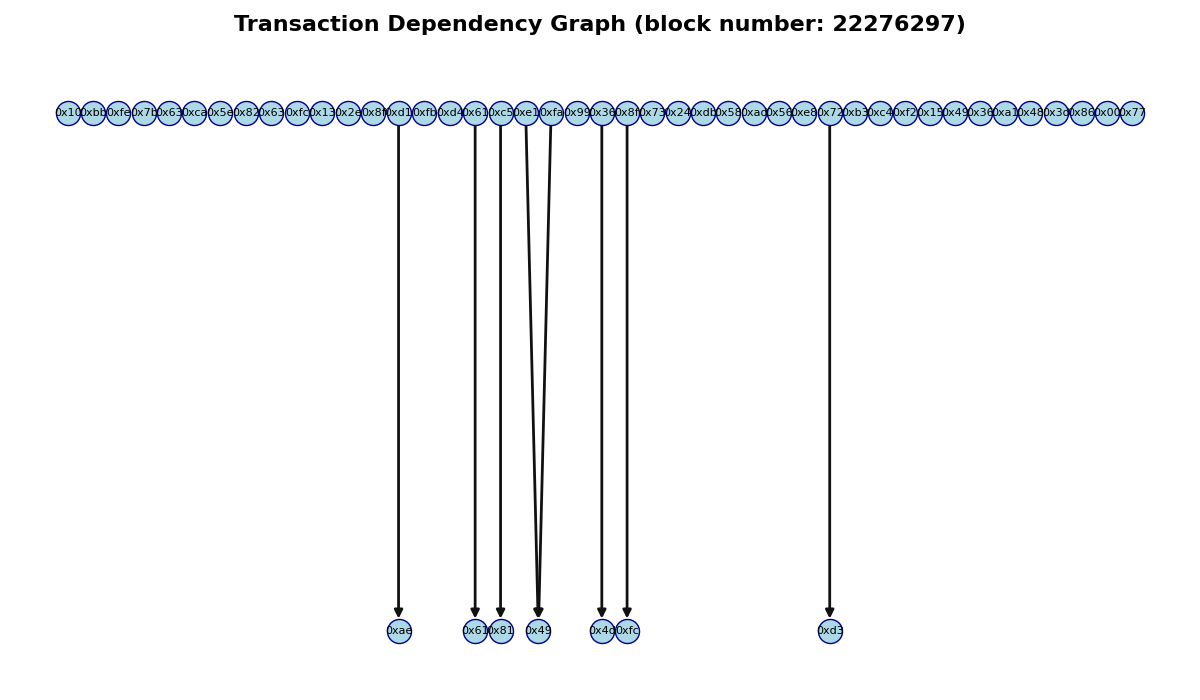 Transaction Dependency Graph (block number: 22276297)
0x10 0xbb 0xfe 0x7b 0x63 0xca 0x5e 0x82 0x63 0xfc 0x13 0x2e 0x8f 0xd1 0xfb 0xd4 0x61 0xc5 0xe1 0xfa 0x99 0x36 0x8f 0x73 0x24 0xdb 0x58 0xad 0x56 0xe8 0x72 0xb3 0xc4 0xf2 0x15 0x49 0x36 0xa1 0x48 0x3d 0x86 0x00 0x77
0xae 0x61 0x81 0x49 0x4d 0xfc 0xd3